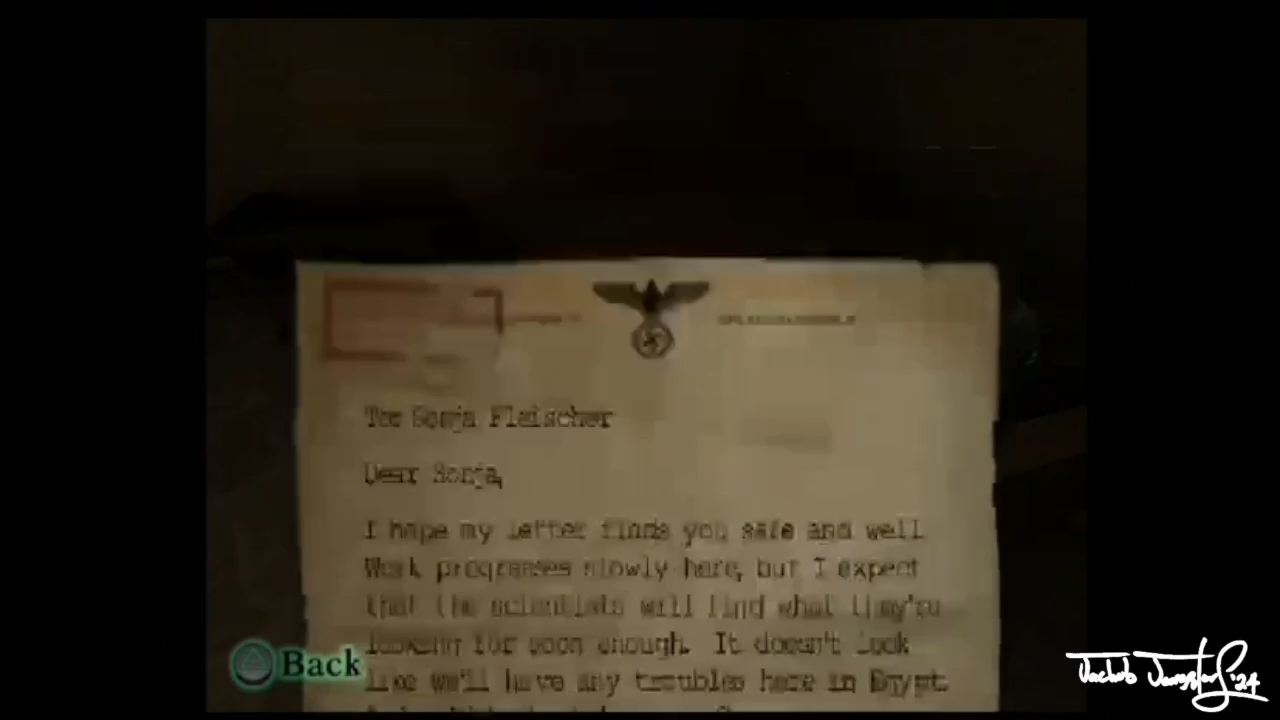 To: Sonja Fleischer
Dear Sonja,
I hope my letter finds you safe and well.
Work progresses slowly here, but I expect
that the scientists will find what they're
looking for soon enough. It doesn't look
like we'll have any troubles here in Egypt.
Back
'24